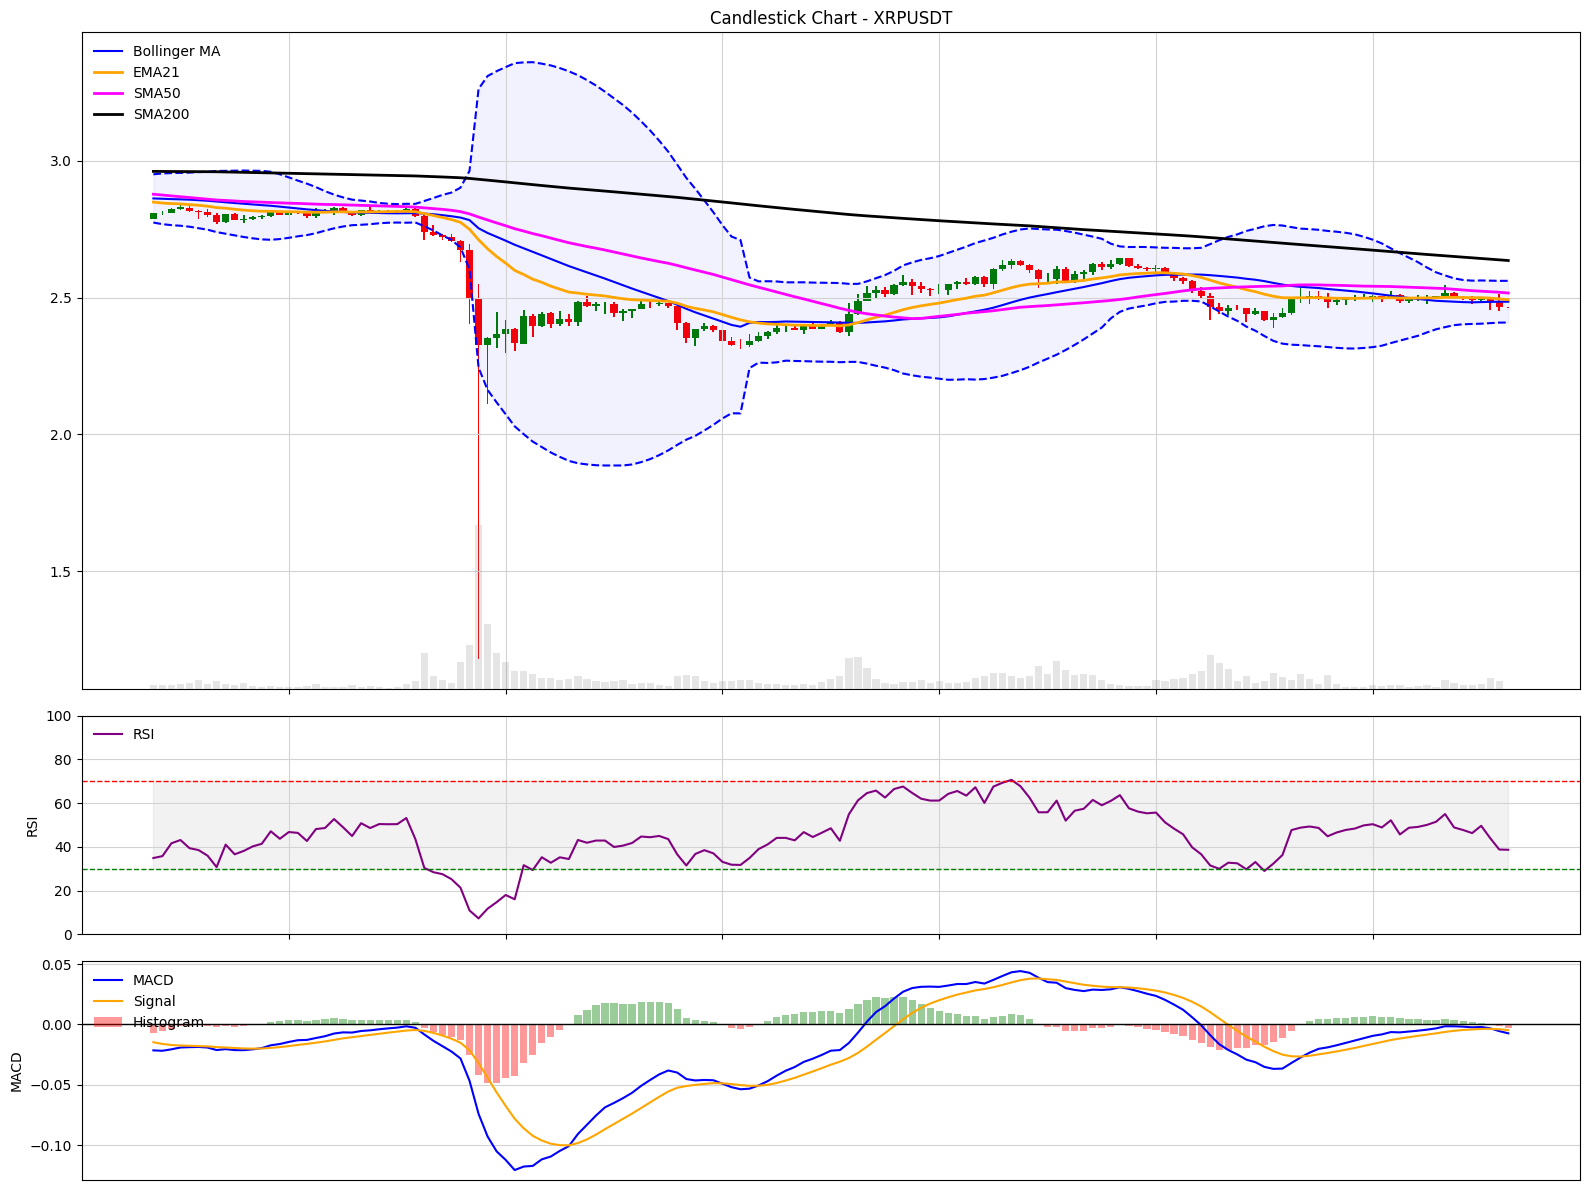 Candlestick Chart - XRPUSDT
Bollinger MA
EMA21
SMA50
SMA200
3.0
2.5
2.0
1.5
100
80
60
40
20
0
RSI
RSI
0.05
0.00
−0.05
−0.10
MACD
MACD
Signal
Histogram